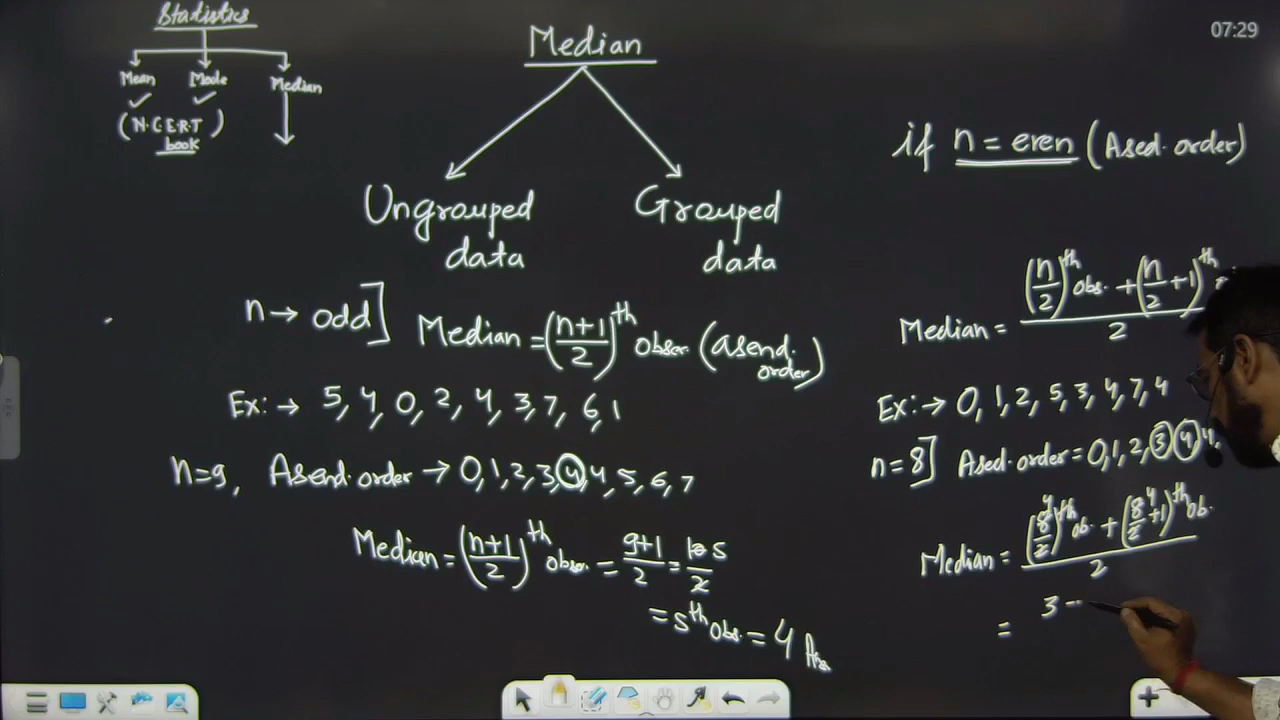 Statistics
Mean Mode Median
(N.C.E.R.T
book)
Median
Ungrouped
data
Grouped
data
n → odd] Median = (n+1/2)th Obser. (asend. order)
Ex: → 5, 4, 0, 2, 4, 3, 7, 6, 1
n=9, Asend. order → 0, 1, 2, 3, 4, 4, 5, 6, 7
Median = (n+1/2)th Obser. = 9+1/2 = 10/2 5
= 5th Obs. = 4 Ans
07:29
if n = even (Ased. order)
Median = (n/2)th obs. + (n/2 + 1)th / 2
Ex: → 0, 1, 2, 5, 3, 4, 7, 4
n = 8] Ased. order = 0, 1, 2, 3, 4, 4,
Median = (8/2 4)th ob. + (8/2 4 + 1)th ob. / 2
= 3